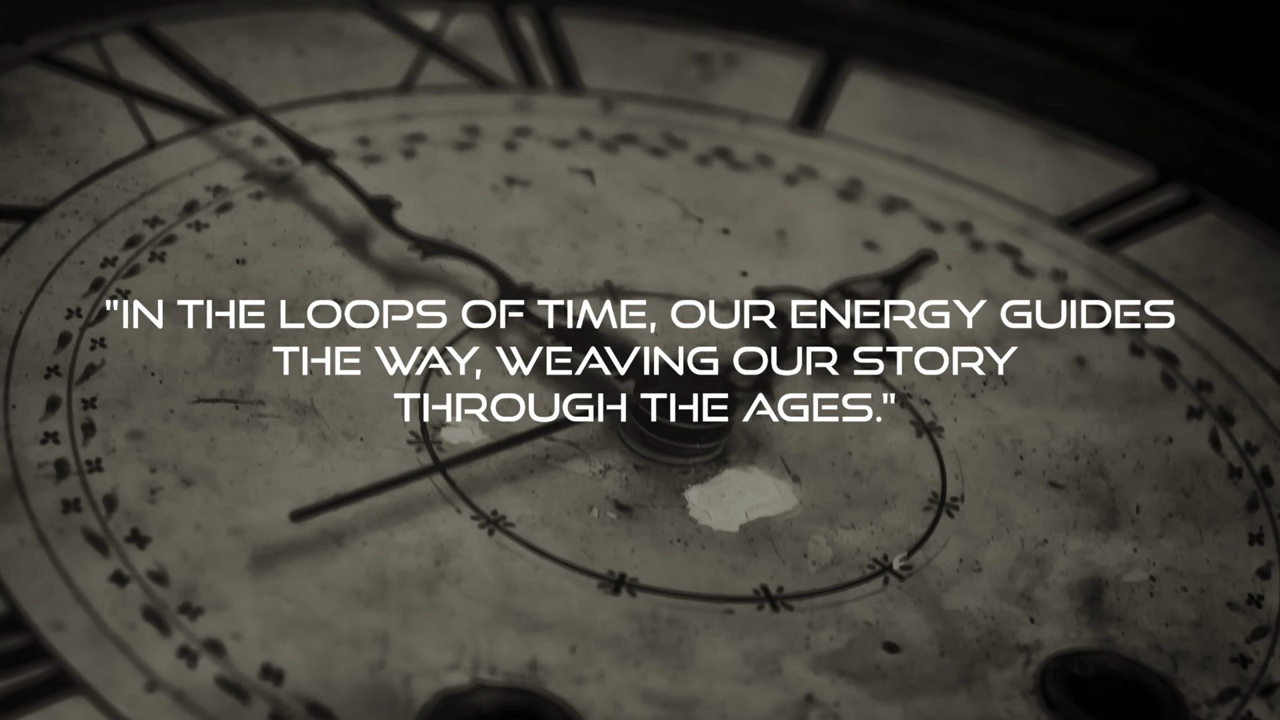 "IN THE LOOPS OF TIME, OUR ENERGY GUIDES
THE WAY, WEAVING OUR STORY
THROUGH THE AGES."